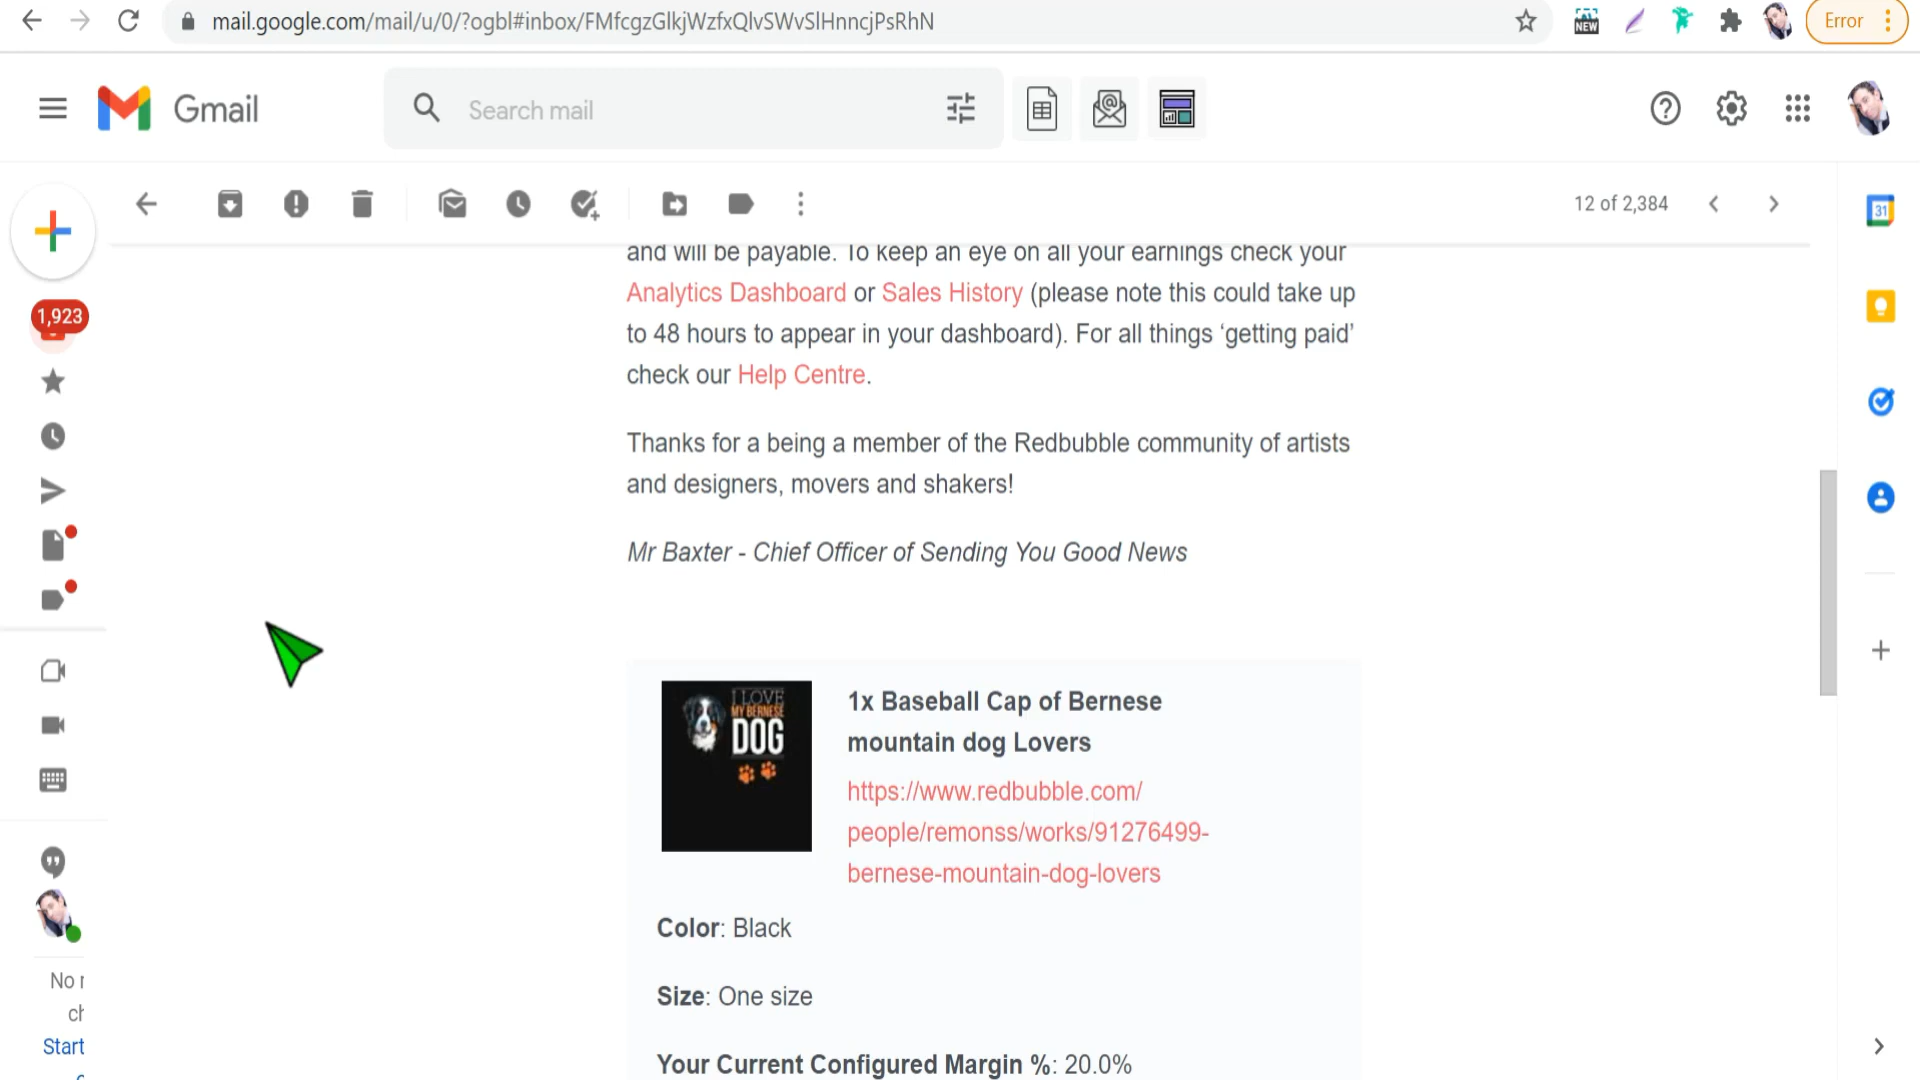 mail.google.com/mail/u/0/?ogbl#inbox/FMfcgzGlkjWzfxQlvSWvSlHnncjPsRhN
NEW
Error
Gmail
Search mail
12 of 2,384
31
1,923
and will be payable. To keep an eye on all your earnings check your
Analytics Dashboard or Sales History (please note this could take up
to 48 hours to appear in your dashboard). For all things ‘getting paid’
check our Help Centre.
Thanks for a being a member of the Redbubble community of artists
and designers, movers and shakers!
Mr Baxter - Chief Officer of Sending You Good News
I LOVE
MY BERNESE
DOG
1x Baseball Cap of Bernese
mountain dog Lovers
https://www.redbubble.com/
people/remonss/works/91276499-
bernese-mountain-dog-lovers
Color: Black
Size: One size
Your Current Configured Margin %: 20.0%
No r
ch
Start